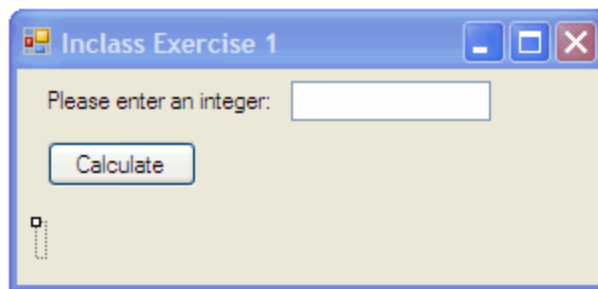 Inclass Exercise 1
Please enter an integer:
Calculate